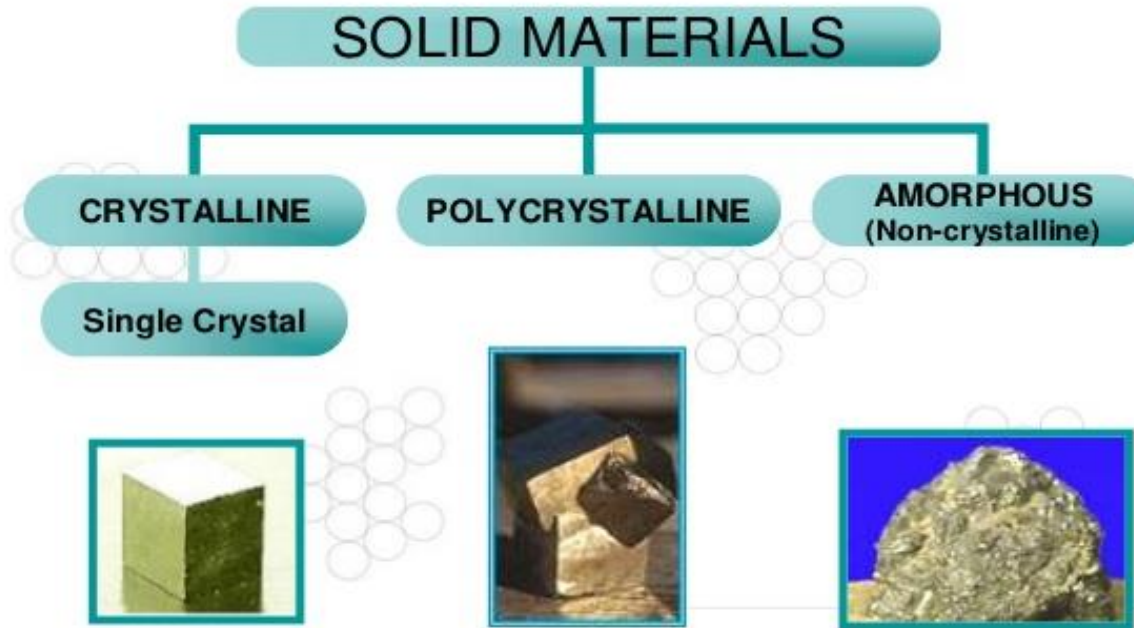 SOLID MATERIALS
CRYSTALLINE
POLYCRYSTALLINE
AMORPHOUS
(Non-crystalline)
Single Crystal